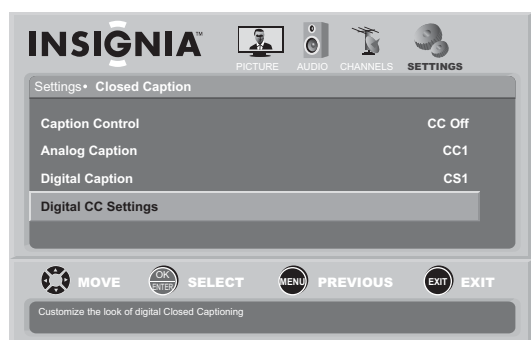 INSIGNIA™
PICTURE AUDIO CHANNELS SETTINGS
Settings• Closed Caption
Caption Control CC Off
Analog Caption CC1
Digital Caption CS1
Digital CC Settings
MOVE OK ENTER SELECT MENU PREVIOUS EXIT EXIT
Customize the look of digital Closed Captioning